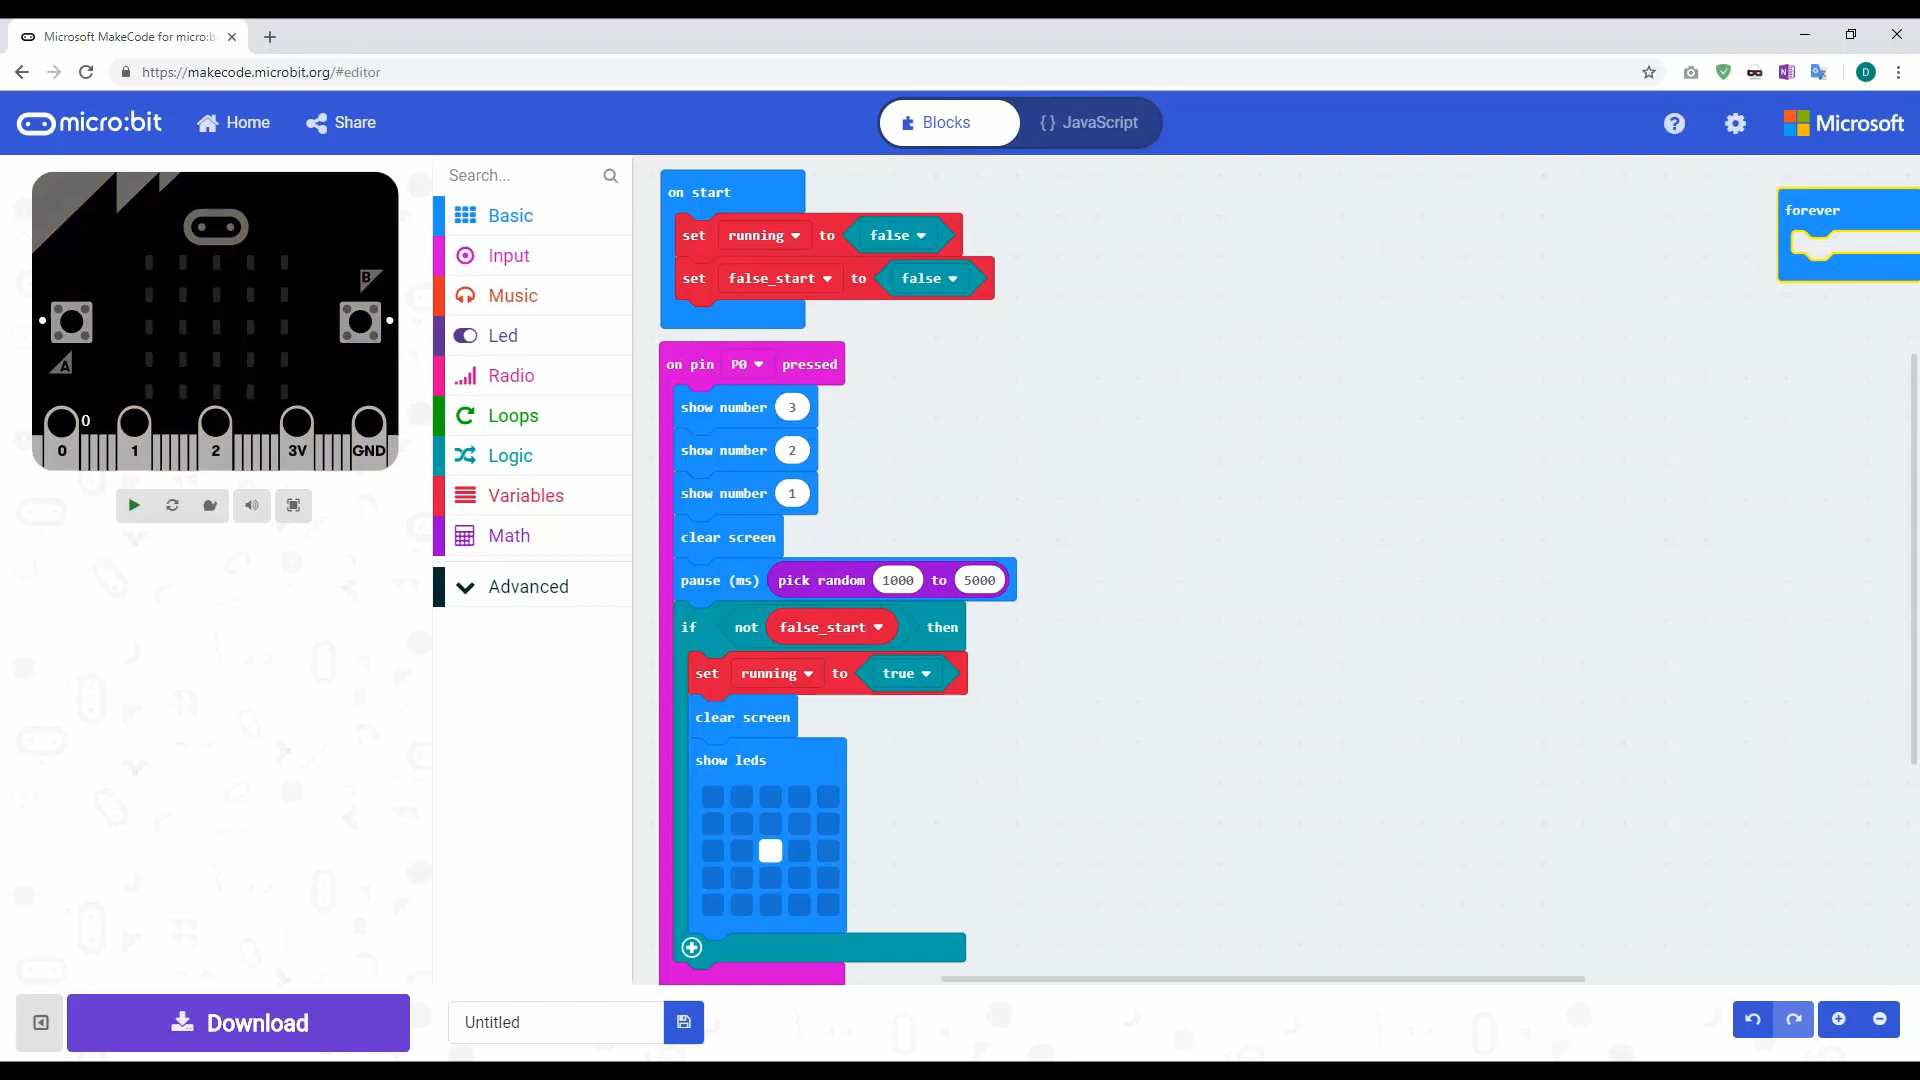 Microsoft MakeCode for micro:b
https://makecode.microbit.org/#editor
D
micro:bit
Home
Share
Blocks
{} JavaScript
?
Microsoft
Search...
Basic
Input
Music
Led
Radio
Loops
Logic
Variables
Math
Advanced
B
A
0
0
1
2
3V
GND
on start
set running to false
set false_start to false
forever
on pin P0 pressed
show number 3
show number 2
show number 1
clear screen
pause (ms) pick random 1000 to 5000
if not false_start then
set running to true
clear screen
show leds
Download
Untitled